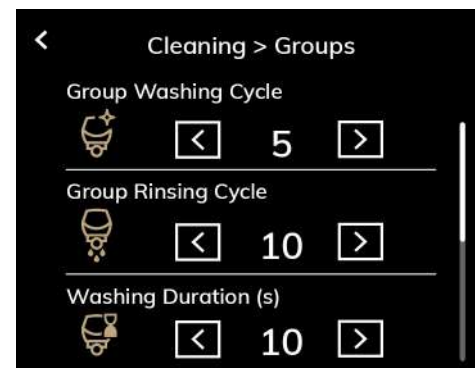 Cleaning > Groups
Group Washing Cycle
5
Group Rinsing Cycle
10
Washing Duration (s)
10